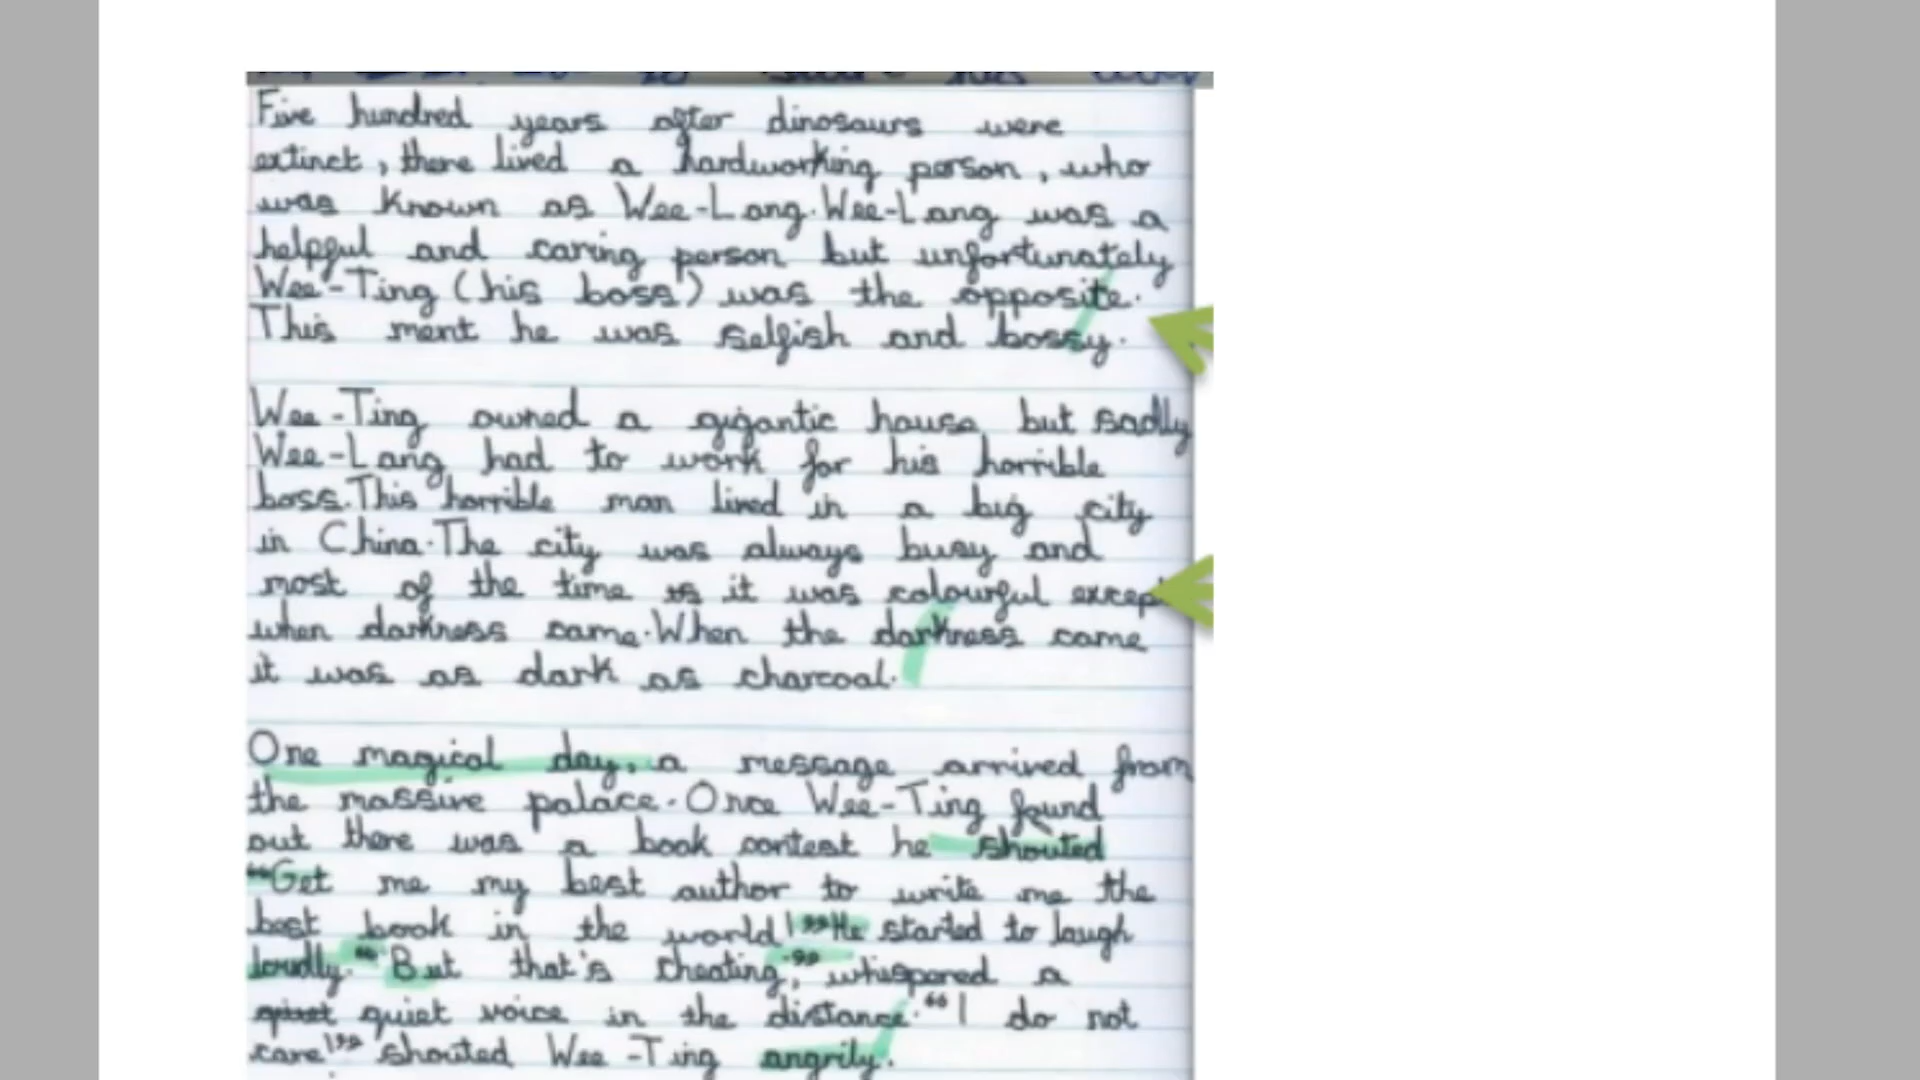 Five hundred years after dinosaurs were
extinct, there lived a hardworking person, who
was known as Wee-Lang. Wee-Lang was a
helpful and caring person but unfortunately
Wee-Ting (his boss) was the opposite.
This ment he was selfish and bossy.
Wee-Ting owned a gigantic house but sadly
Wee-Lang had to work for his horrible
boss. This horrible man lived in a big city
in China. The city was always busy and
most of the time it was colourful except
when darkness came. When the darkness came
it was as dark as charcoal.
One magical day, a message arrived from
the massive palace. Once Wee-Ting found
out there was a book contest he shouted
"Get me my best author to write me the
best book in the world!" He started to laugh
loudly. "But that's cheating," whispered a
quiet quiet voice in the distance. "I do not
care!" shouted Wee-Ting angrily.